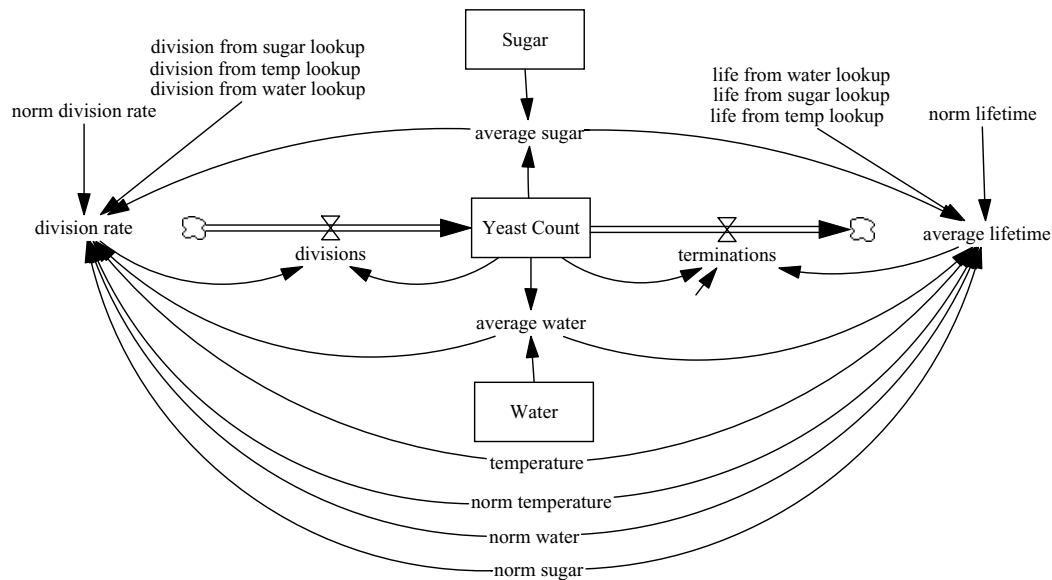 Sugar
division from sugar lookup
division from temp lookup
division from water lookup
life from water lookup
life from sugar lookup
life from temp lookup
norm division rate
norm lifetime
average sugar
division rate
Yeast Count
average lifetime
divisions
terminations
average water
Water
temperature
norm temperature
norm water
norm sugar